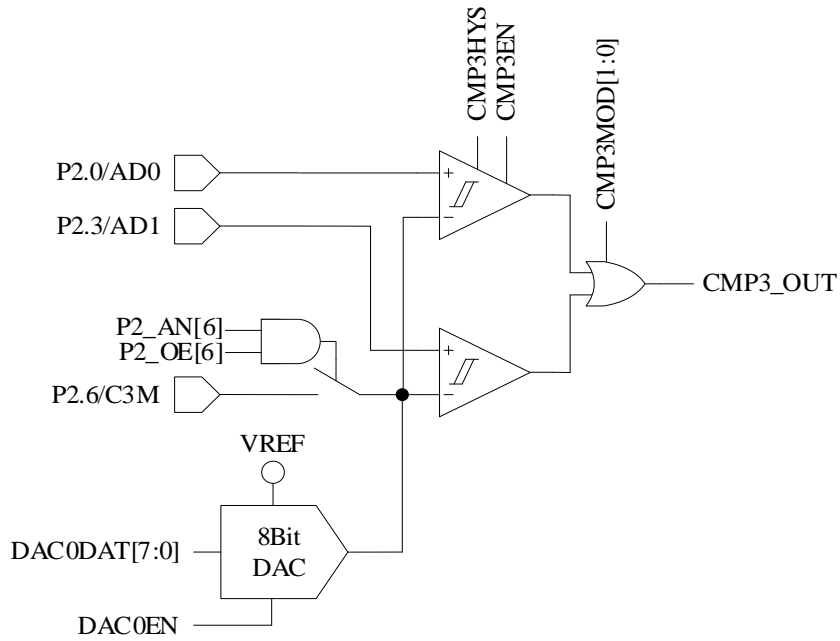 CMP3HYS
CMP3EN
CMP3MOD[1:0]
P2.0/AD0
+
−
P2.3/AD1
CMP3_OUT
P2_AN[6]
P2_OE[6]
+
P2.6/C3M
−
VREF
8Bit
DAC
DAC0DAT[7:0]
DAC0EN